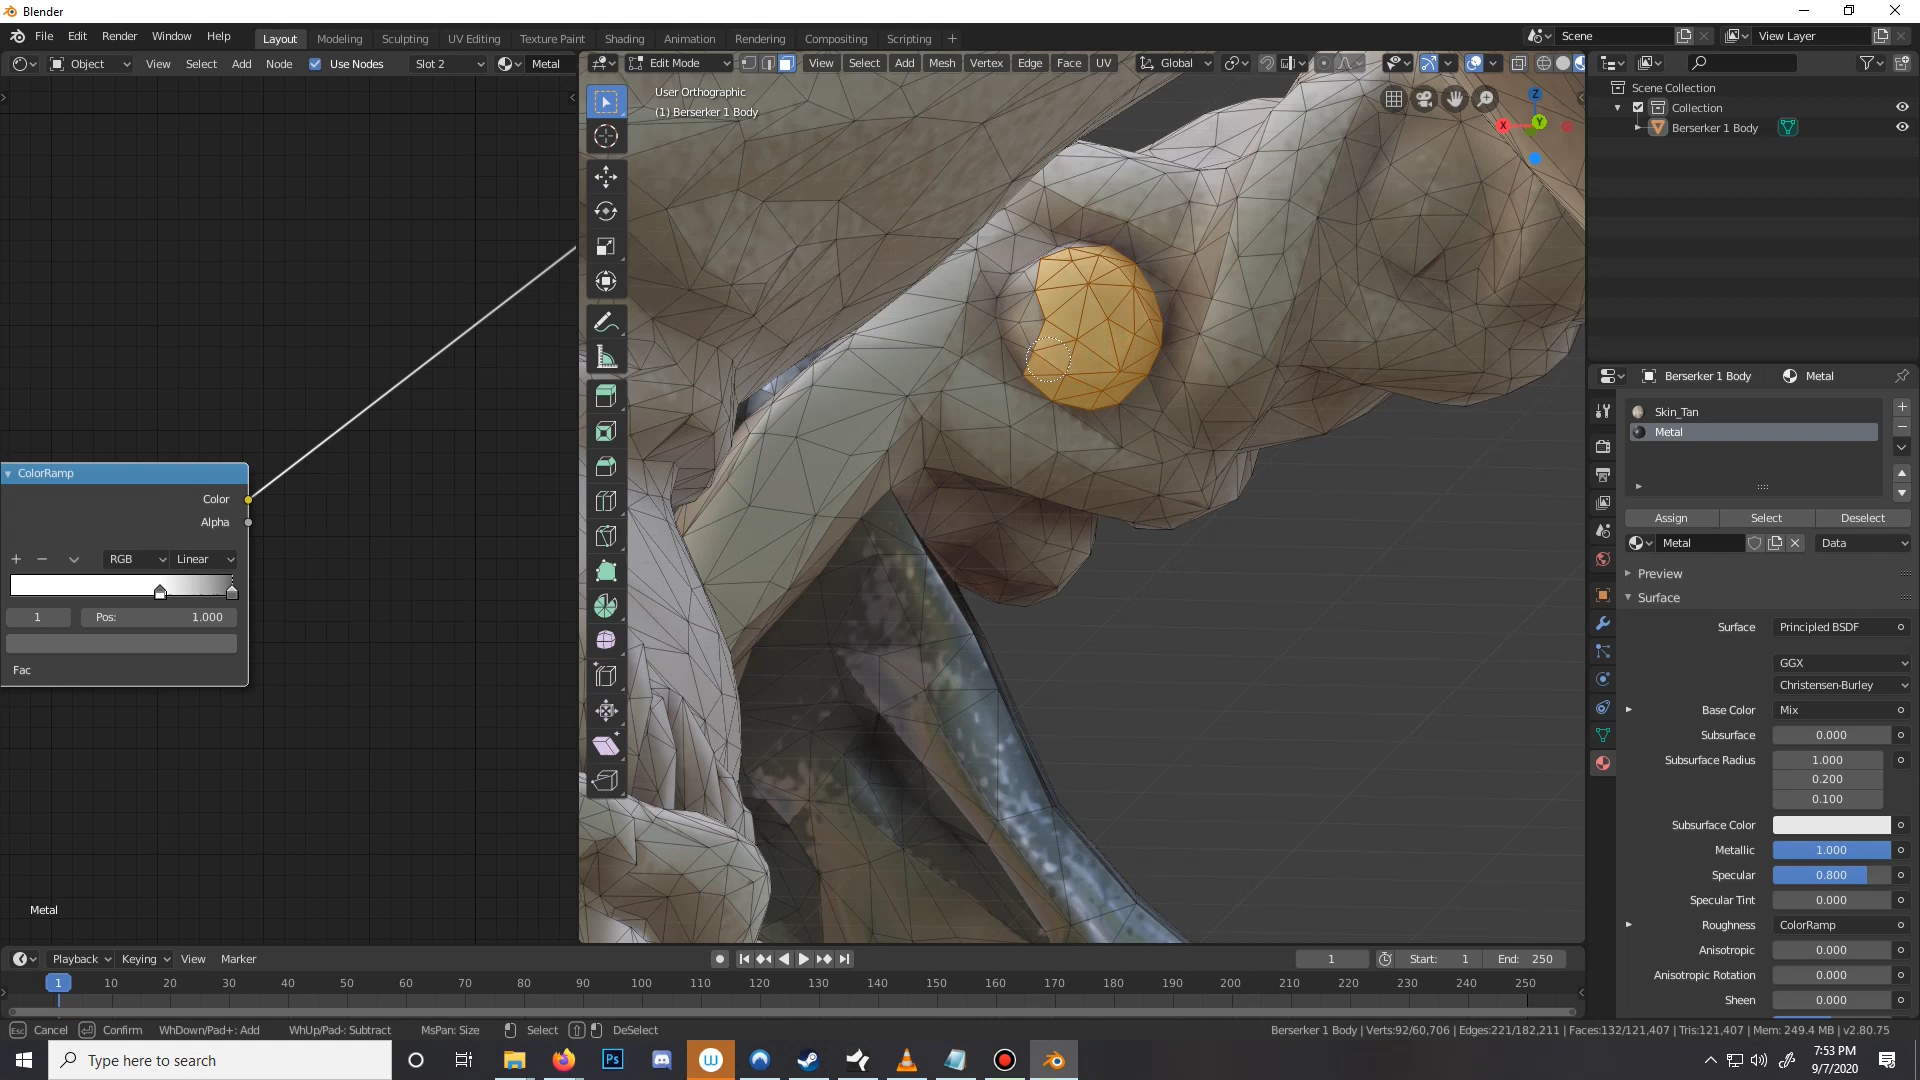 Blender
File Edit Render Window Help
Layout Modeling Sculpting UV Editing Texture Paint Shading Animation Rendering Compositing Scripting +
Scene View Layer
Object View Select Add Node Use Nodes Slot 2 Metal
Edit Mode View Select Add Mesh Vertex Edge Face UV Global
User Orthographic
(1) Berserker 1 Body
Z
X Y
Scene Collection
Collection
Berserker 1 Body
ColorRamp
Color
Alpha
RGB Linear
1 Pos: 1.000
Fac
Metal
Berserker 1 Body Metal
Skin_Tan
Metal
Assign Select Deselect
Metal Data
Preview
Surface
Surface Principled BSDF
GGX
Christensen-Burley
Base Color Mix
Subsurface 0.000
Subsurface Radius 1.000
0.200
0.100
Subsurface Color
Metallic 1.000
Specular 0.800
Specular Tint 0.000
Roughness ColorRamp
Anisotropic 0.000
Anisotropic Rotation 0.000
Sheen 0.000
Playback Keying View Marker 1 Start: 1 End: 250
1 10 20 30 40 50 60 70 80 90 100 110 120 130 140 150 160 170 180 190 200 210 220 230 240 250
Esc Cancel Confirm WhDown/Pad+: Add WhUp/Pad-: Subtract MsPan: Size Select DeSelect
Berserker 1 Body | Verts:92/60,706 | Edges:221/182,211 | Faces:132/121,407 | Tris:121,407 | Mem: 249.4 MB | v2.80.75
Type here to search
Ps
W
7:53 PM
9/7/2020